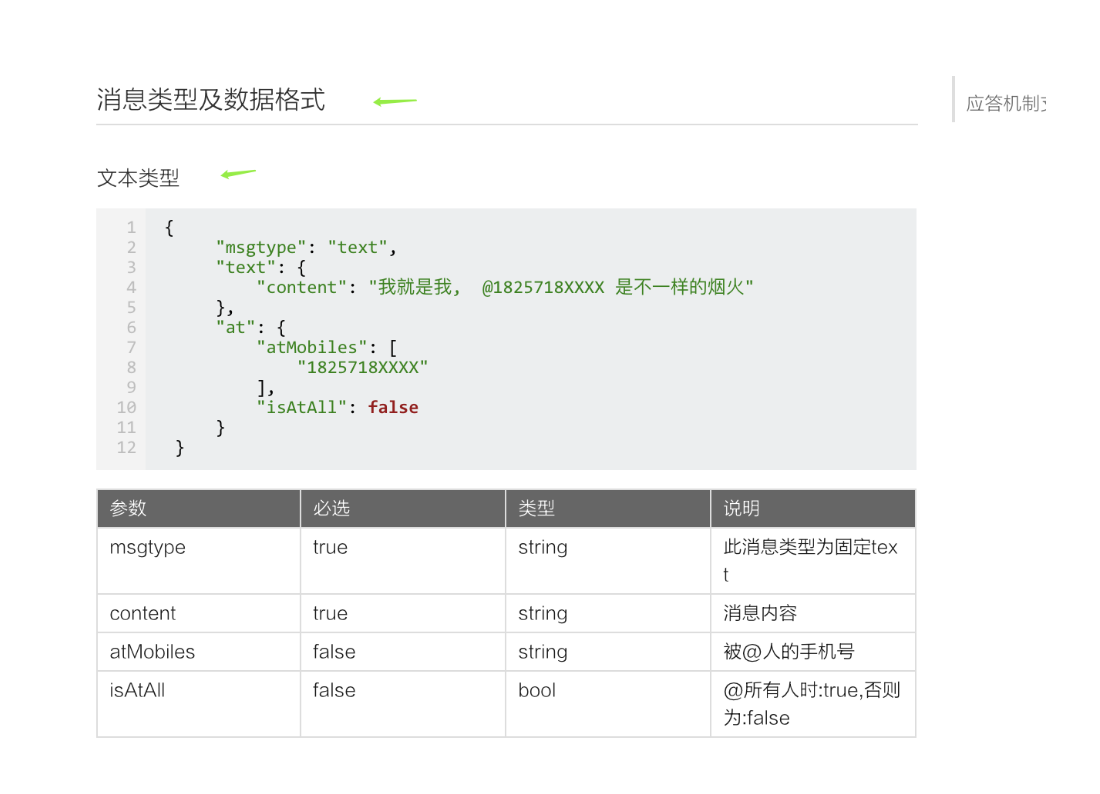 消息类型及数据格式
应答机制
文本类型
1 {
2 "msgtype": "text",
3 "text": {
4 "content": "我就是我, @1825718XXXX 是不一样的烟火"
5 },
6 "at": {
7 "atMobiles": [
8 "1825718XXXX"
9 ],
10 "isAtAll": false
11 }
12 }
参数 必选 类型 说明
msgtype true string 此消息类型为固定tex
t
content true string 消息内容
atMobiles false string 被@人的手机号
isAtAll false bool @所有人时:true,否则
为:false